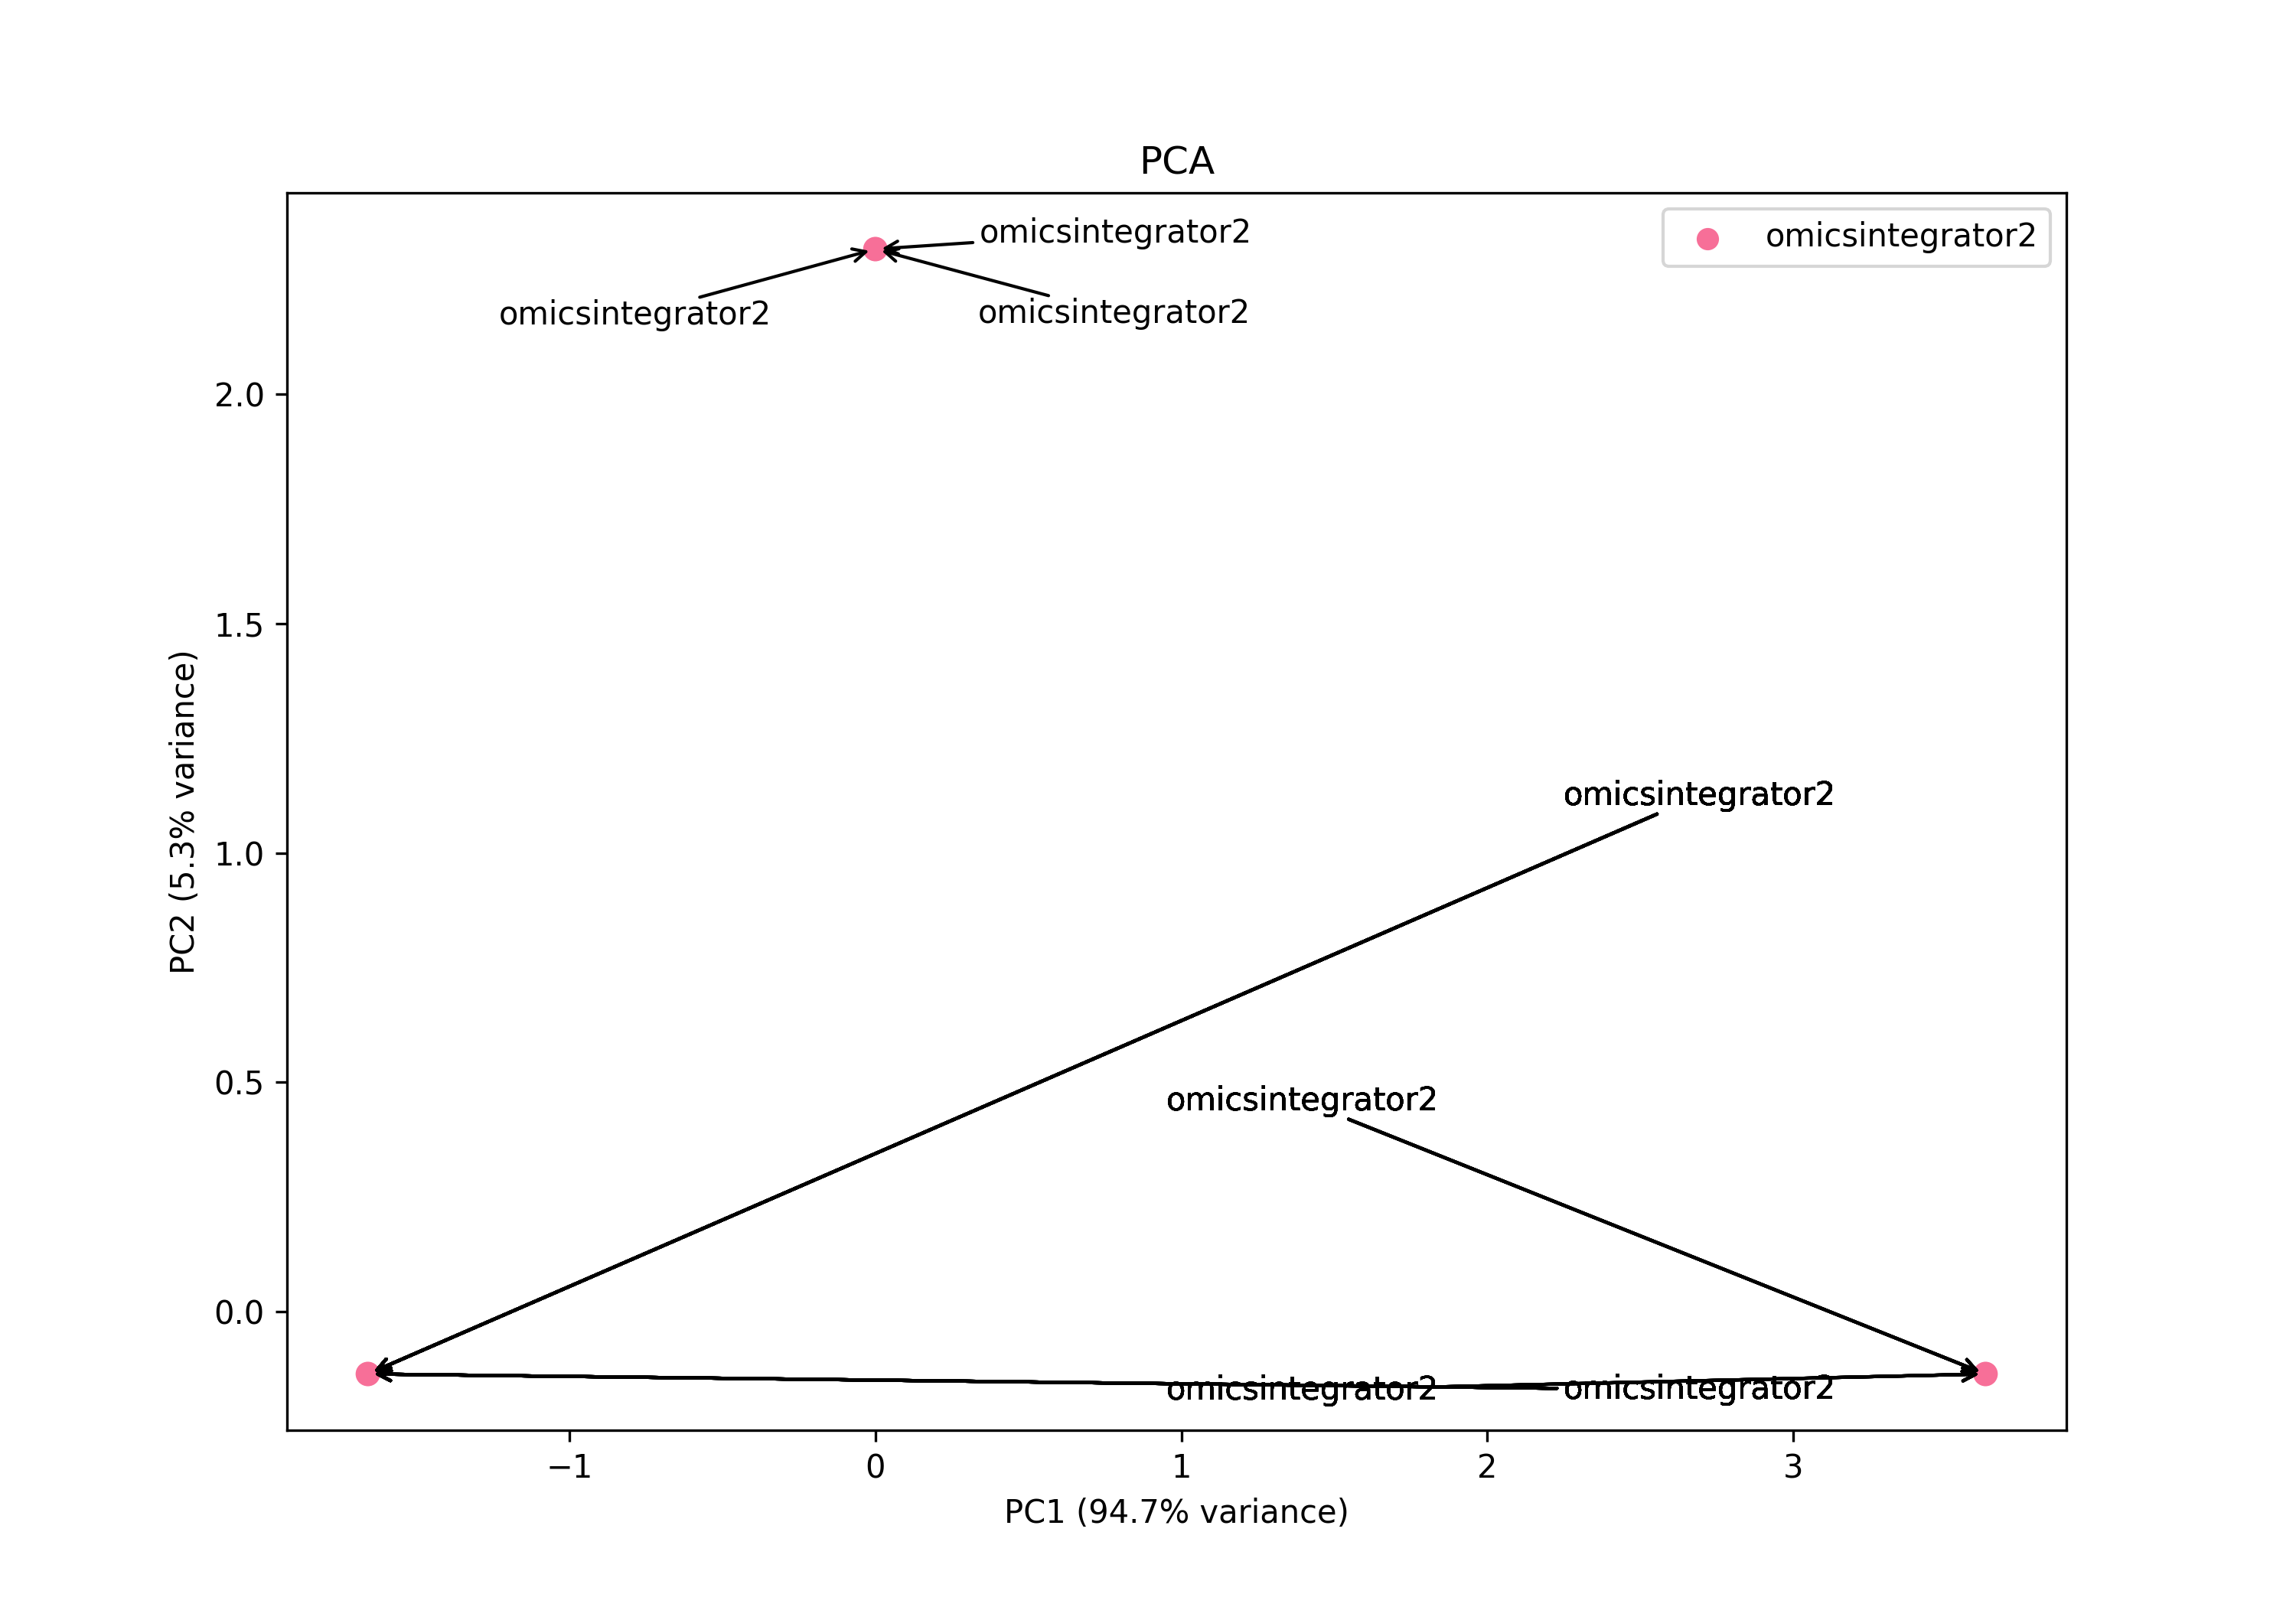 PCA
omicsintegrator2
omicsintegrator2
omicsintegrator2
omicsintegrator2
2.0
1.5
1.0
0.5
0.0
PC2 (5.3% variance)
omicsintegrator2
omicsintegrator2
omicsintegrator2
omicsintegrator2
−1
0
1
2
3
PC1 (94.7% variance)